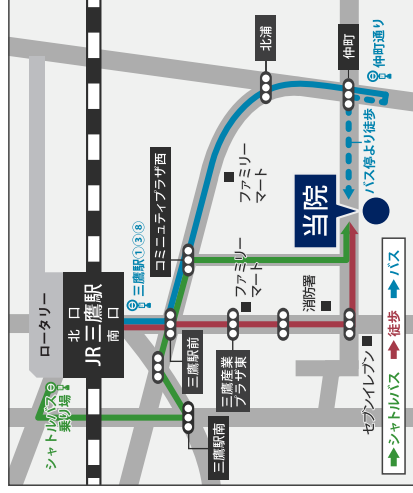 北浦
仲町
仲町通り
バス停より徒歩
ファミリー
マート
コミュニティプラザ西
当院
三鷹駅①③⑧
ファミリー
マート
消防署
ロータリー
北口
JR三鷹駅
南口
三鷹駅前
三鷹産業
プラザ東
シャトルバス
乗り場
三鷹駅南
セブンイレブン
シャトルバス
徒歩
バス